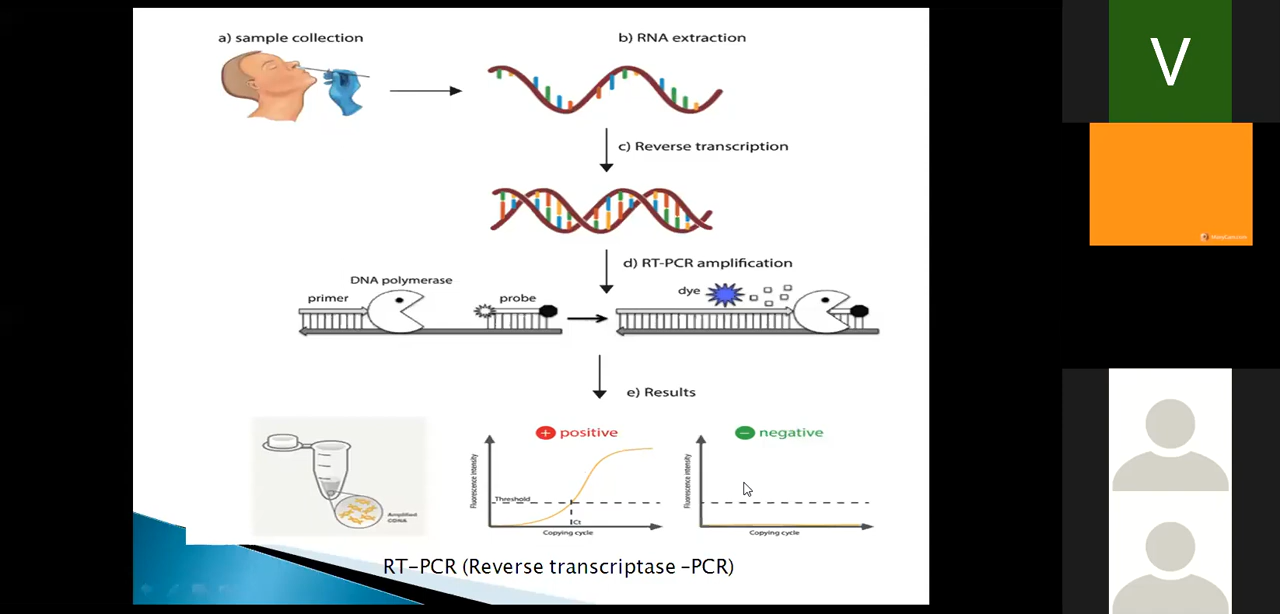 a) sample collection
b) RNA extraction
c) Reverse transcription
d) RT-PCR amplification
DNA polymerase
primer
probe
dye
e) Results
+ positive
− negative
Fluorescence intensity
Threshold
Ct
Copying cycle
Fluorescence intensity
Copying cycle
Amplified
CDNA
RT-PCR (Reverse transcriptase -PCR)
V